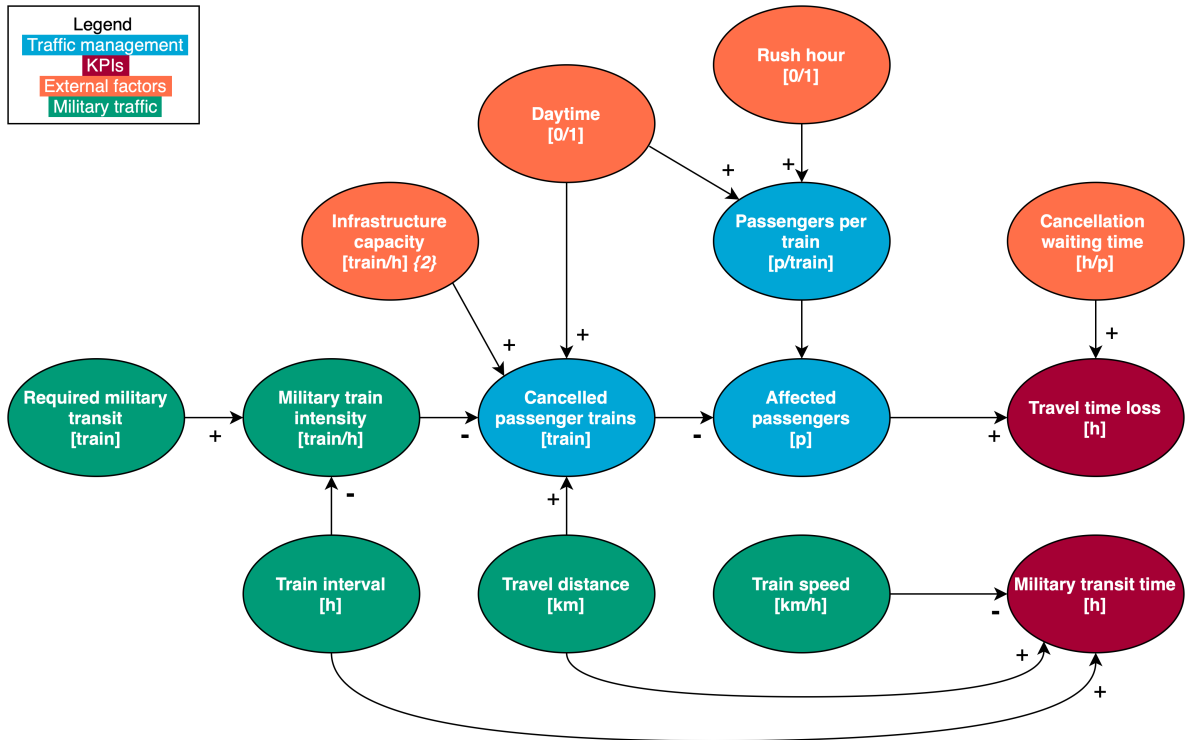 Legend
Traffic management
KPIs
External factors
Military traffic
Rush hour
[0/1]
Daytime
[0/1]
+
+
Infrastructure
capacity
[train/h] {2}
Passengers per
train
[p/train]
Cancellation
waiting time
[h/p]
+
+
+
Required military
transit
[train]
+
Military train
intensity
[train/h]
-
Cancelled
passenger trains
[train]
-
Affected
passengers
[p]
+
Travel time loss
[h]
-
+
Train interval
[h]
Travel distance
[km]
Train speed
[km/h]
-
Military transit time
[h]
+
+